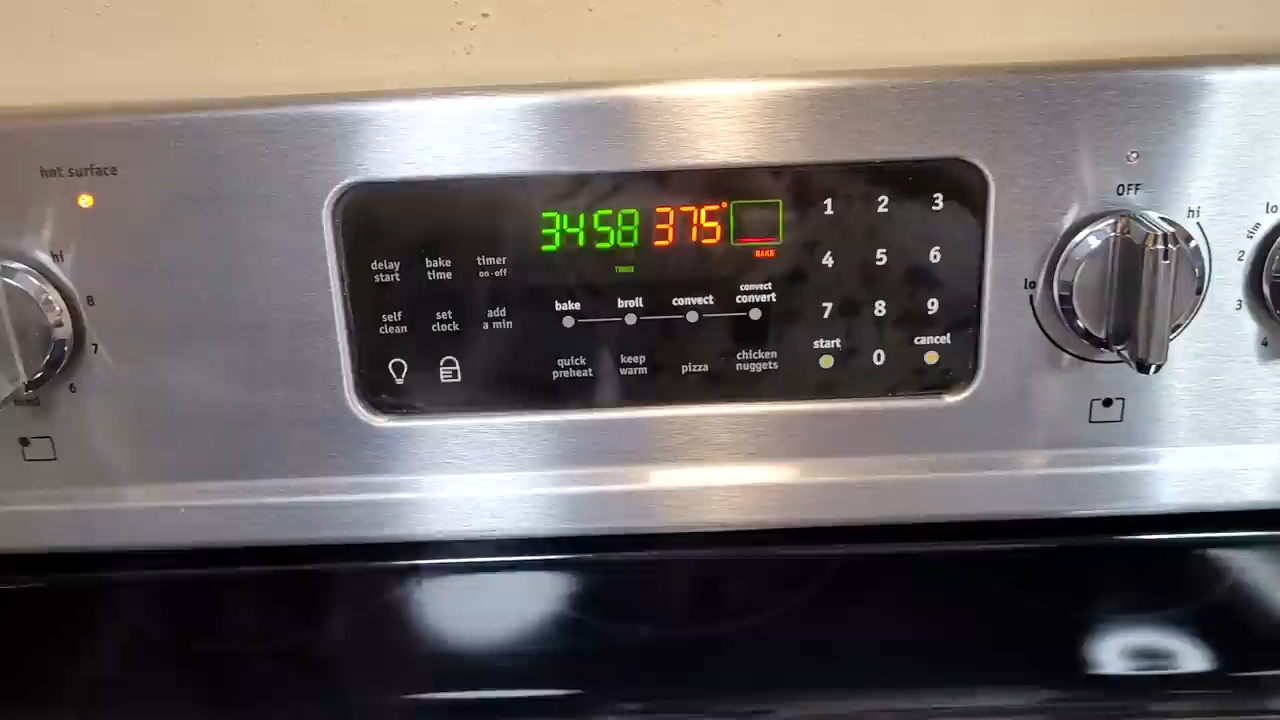 hot surface
hi
8
7
6
med
3458 375°
TIMER
BAKE
delay start
bake time
timer on·off
self clean
set clock
add a min
bake
broil
convect
convect convert
quick preheat
keep warm
pizza
chicken nuggets
1 2 3
4 5 6
7 8 9
start 0 cancel
OFF
hi
lo
lo
sim
2
3
4